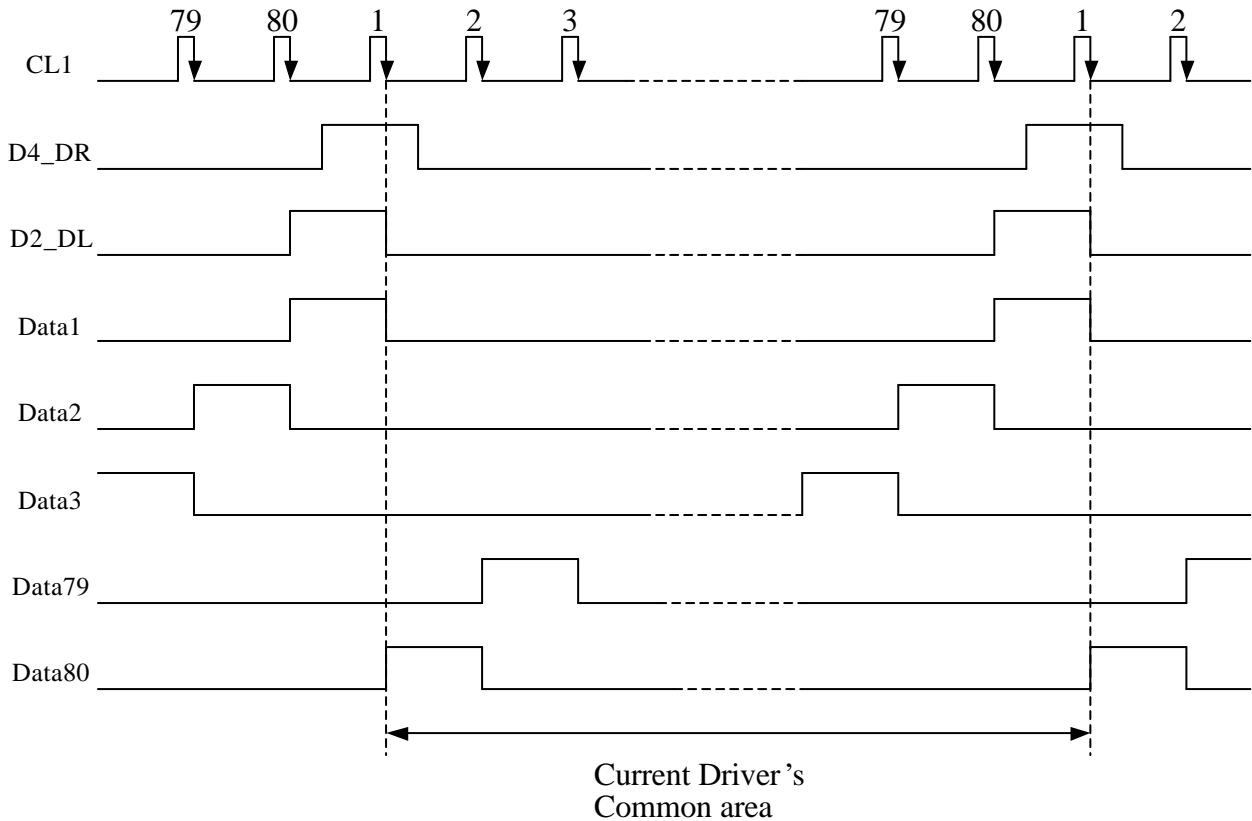 79 80 1 2 3 79 80 1 2
CL1
D4_DR
D2_DL
Data1
Data2
Data3
Data79
Data80
Current Driver’s
Common area